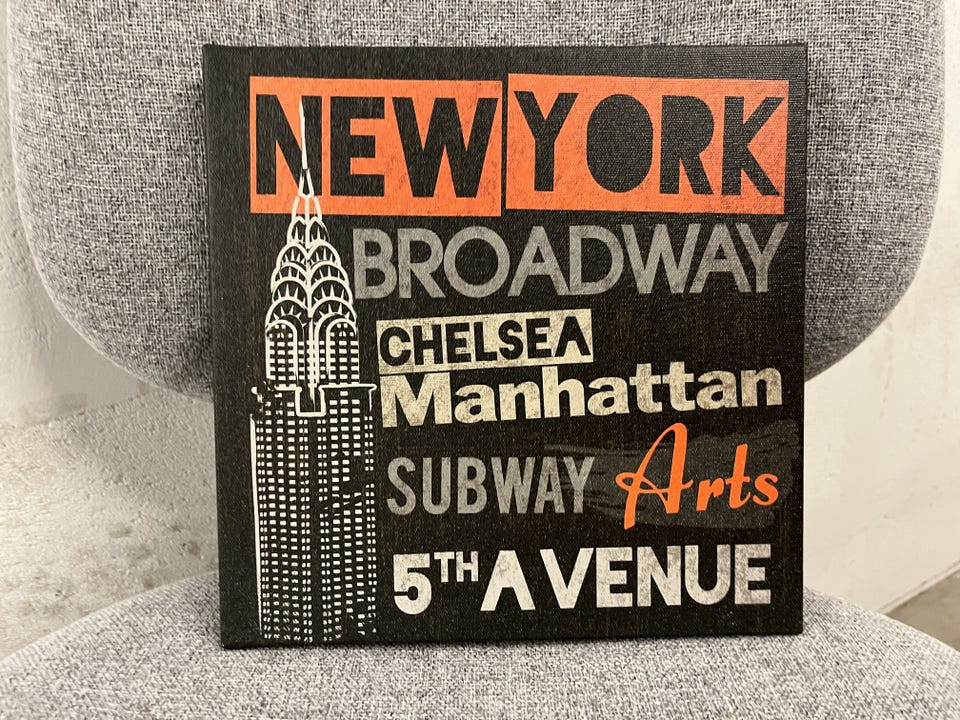 NEW YORK
BROADWAY
CHELSEA
Manhattan
SUBWAY Arts
5TH AVENUE